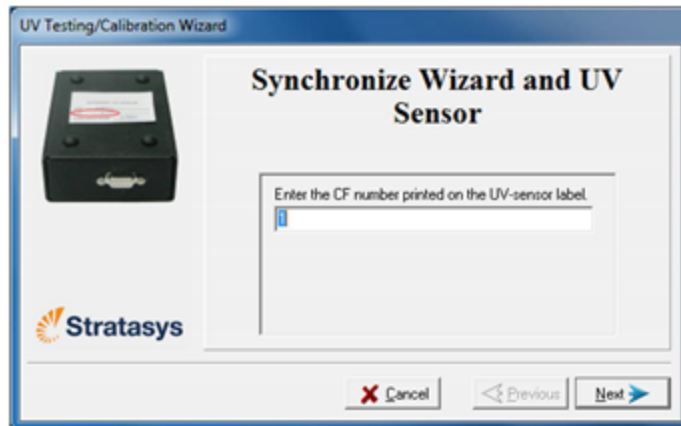 UV Testing/Calibration Wizard
Synchronize Wizard and UV
Sensor
Enter the CF number printed on the UV-sensor label.
1
Stratasys
Cancel
Previous
Next